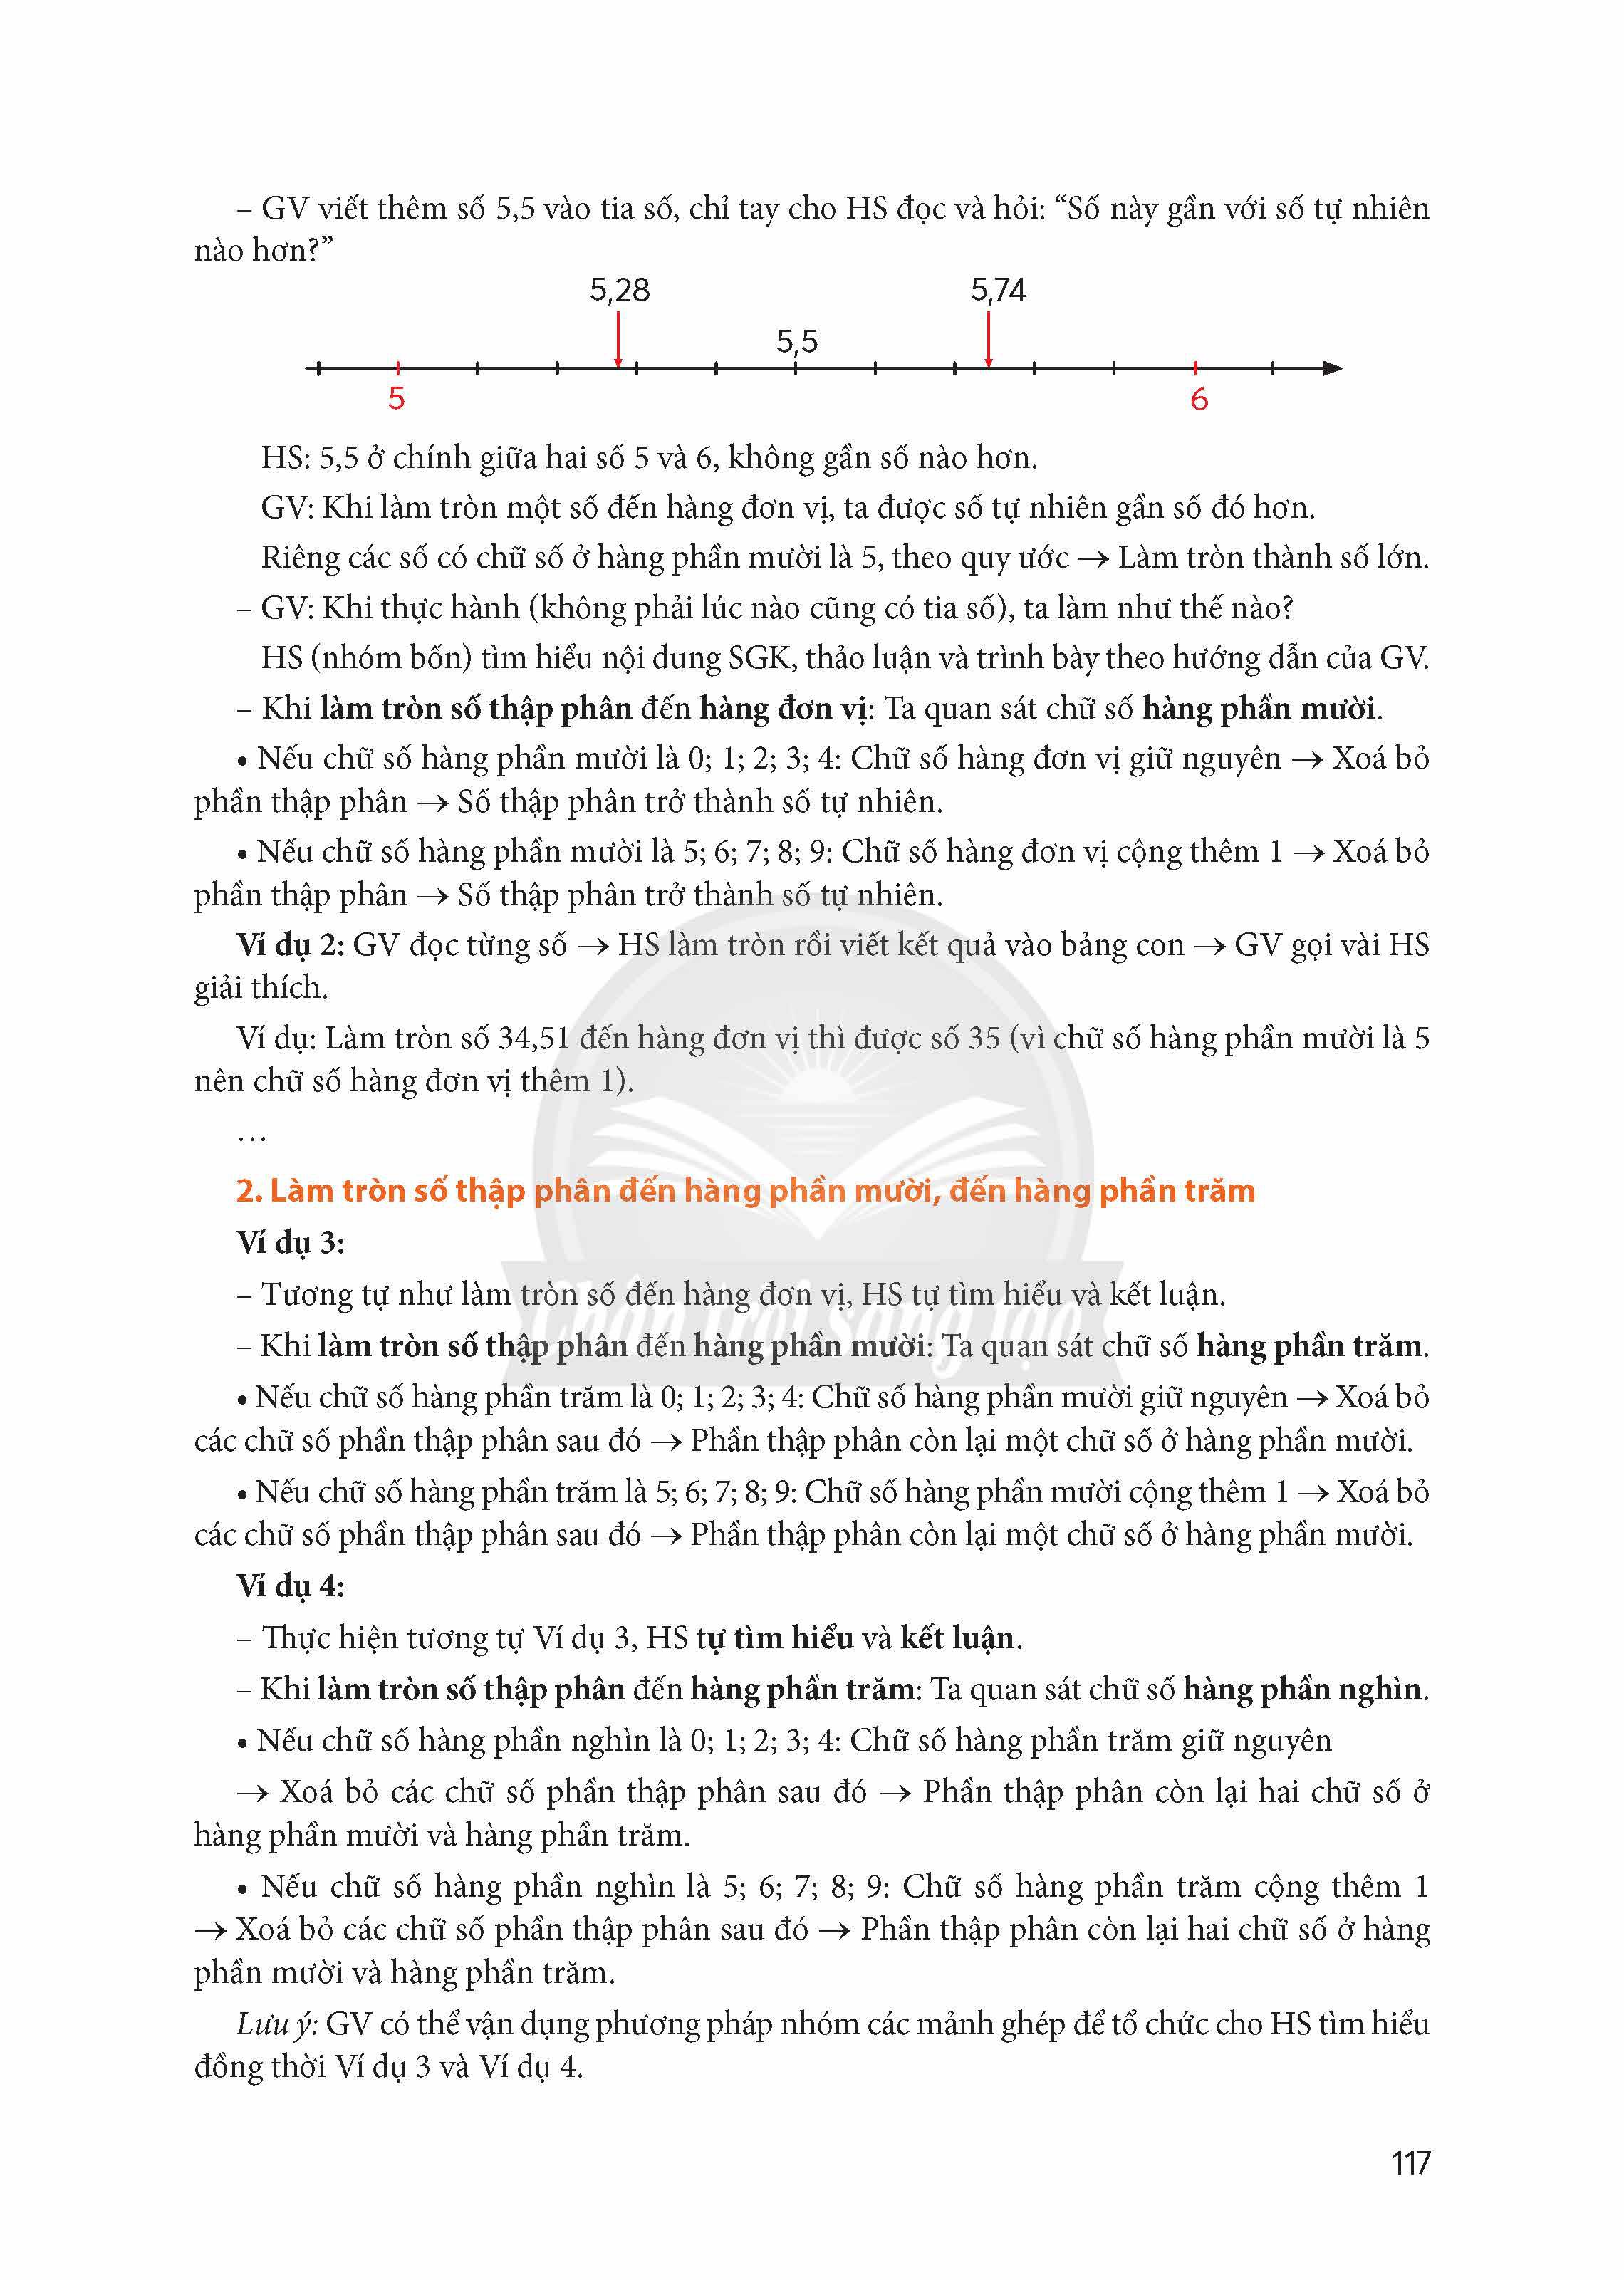 – GV viết thêm số 5,5 vào tia số, chỉ tay cho HS đọc và hỏi: “Số này gần với số tự nhiên
nào hơn?”
5,28 5,74
5,5
5 6
HS: 5,5 ở chính giữa hai số 5 và 6, không gần số nào hơn.
GV: Khi làm tròn một số đến hàng đơn vị, ta được số tự nhiên gần số đó hơn.
Riêng các số có chữ số ở hàng phần mười là 5, theo quy ước → Làm tròn thành số lớn.
– GV: Khi thực hành (không phải lúc nào cũng có tia số), ta làm như thế nào?
HS (nhóm bốn) tìm hiểu nội dung SGK, thảo luận và trình bày theo hướng dẫn của GV.
– Khi làm tròn số thập phân đến hàng đơn vị: Ta quan sát chữ số hàng phần mười.
• Nếu chữ số hàng phần mười là 0; 1; 2; 3; 4: Chữ số hàng đơn vị giữ nguyên → Xoá bỏ
phần thập phân → Số thập phân trở thành số tự nhiên.
• Nếu chữ số hàng phần mười là 5; 6; 7; 8; 9: Chữ số hàng đơn vị cộng thêm 1 → Xoá bỏ
phần thập phân → Số thập phân trở thành số tự nhiên.
Ví dụ 2: GV đọc từng số → HS làm tròn rồi viết kết quả vào bảng con → GV gọi vài HS
giải thích.
Ví dụ: Làm tròn số 34,51 đến hàng đơn vị thì được số 35 (vì chữ số hàng phần mười là 5
nên chữ số hàng đơn vị thêm 1).
…
2. Làm tròn số thập phân đến hàng phần mười, đến hàng phần trăm
Ví dụ 3:
– Tương tự như làm tròn số đến hàng đơn vị, HS tự tìm hiểu và kết luận.
Chân trời sáng tạo
– Khi làm tròn số thập phân đến hàng phần mười: Ta quan sát chữ số hàng phần trăm.
• Nếu chữ số hàng phần trăm là 0; 1; 2; 3; 4: Chữ số hàng phần mười giữ nguyên → Xoá bỏ
các chữ số phần thập phân sau đó → Phần thập phân còn lại một chữ số ở hàng phần mười.
• Nếu chữ số hàng phần trăm là 5; 6; 7; 8; 9: Chữ số hàng phần mười cộng thêm 1 → Xoá bỏ
các chữ số phần thập phân sau đó → Phần thập phân còn lại một chữ số ở hàng phần mười.
Ví dụ 4:
– Thực hiện tương tự Ví dụ 3, HS tự tìm hiểu và kết luận.
– Khi làm tròn số thập phân đến hàng phần trăm: Ta quan sát chữ số hàng phần nghìn.
• Nếu chữ số hàng phần nghìn là 0; 1; 2; 3; 4: Chữ số hàng phần trăm giữ nguyên
→ Xoá bỏ các chữ số phần thập phân sau đó → Phần thập phân còn lại hai chữ số ở
hàng phần mười và hàng phần trăm.
• Nếu chữ số hàng phần nghìn là 5; 6; 7; 8; 9: Chữ số hàng phần trăm cộng thêm 1
→ Xoá bỏ các chữ số phần thập phân sau đó → Phần thập phân còn lại hai chữ số ở hàng
phần mười và hàng phần trăm.
Lưu ý: GV có thể vận dụng phương pháp nhóm các mảnh ghép để tổ chức cho HS tìm hiểu
đồng thời Ví dụ 3 và Ví dụ 4.
117